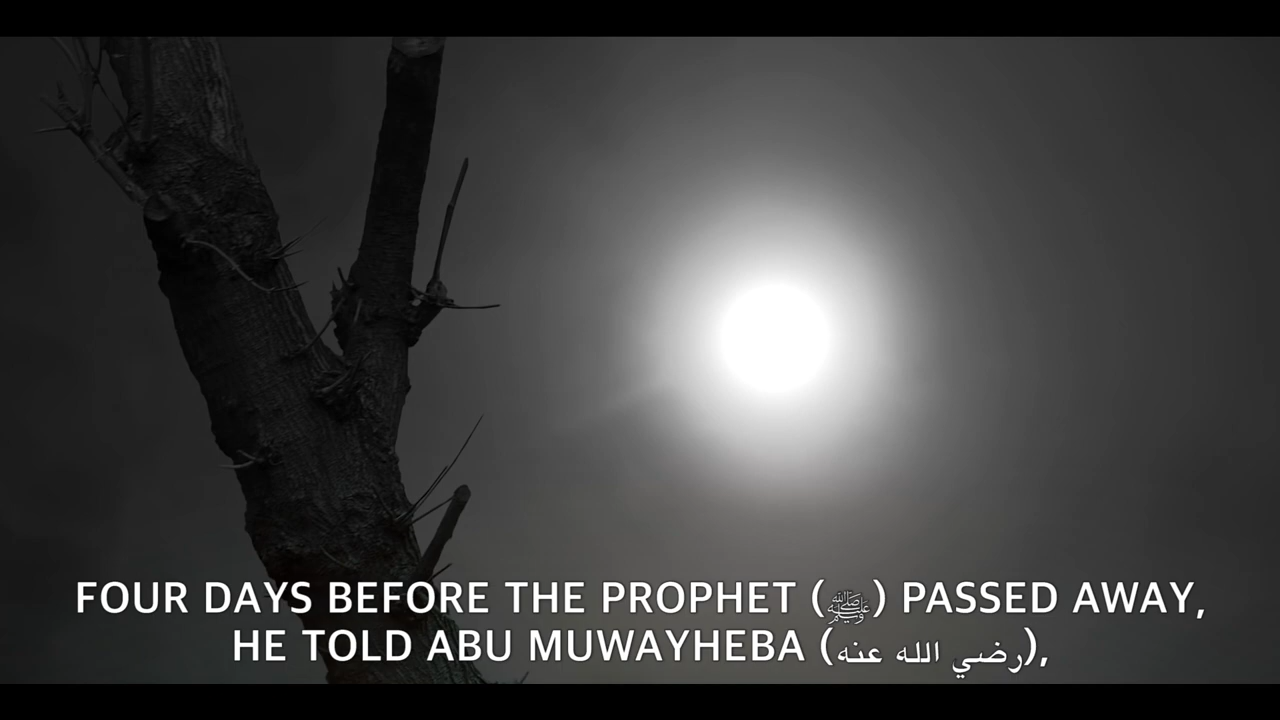 FOUR DAYS BEFORE THE PROPHET (ﷺ) PASSED AWAY,
HE TOLD ABU MUWAYHEBA (رضي الله عنه),